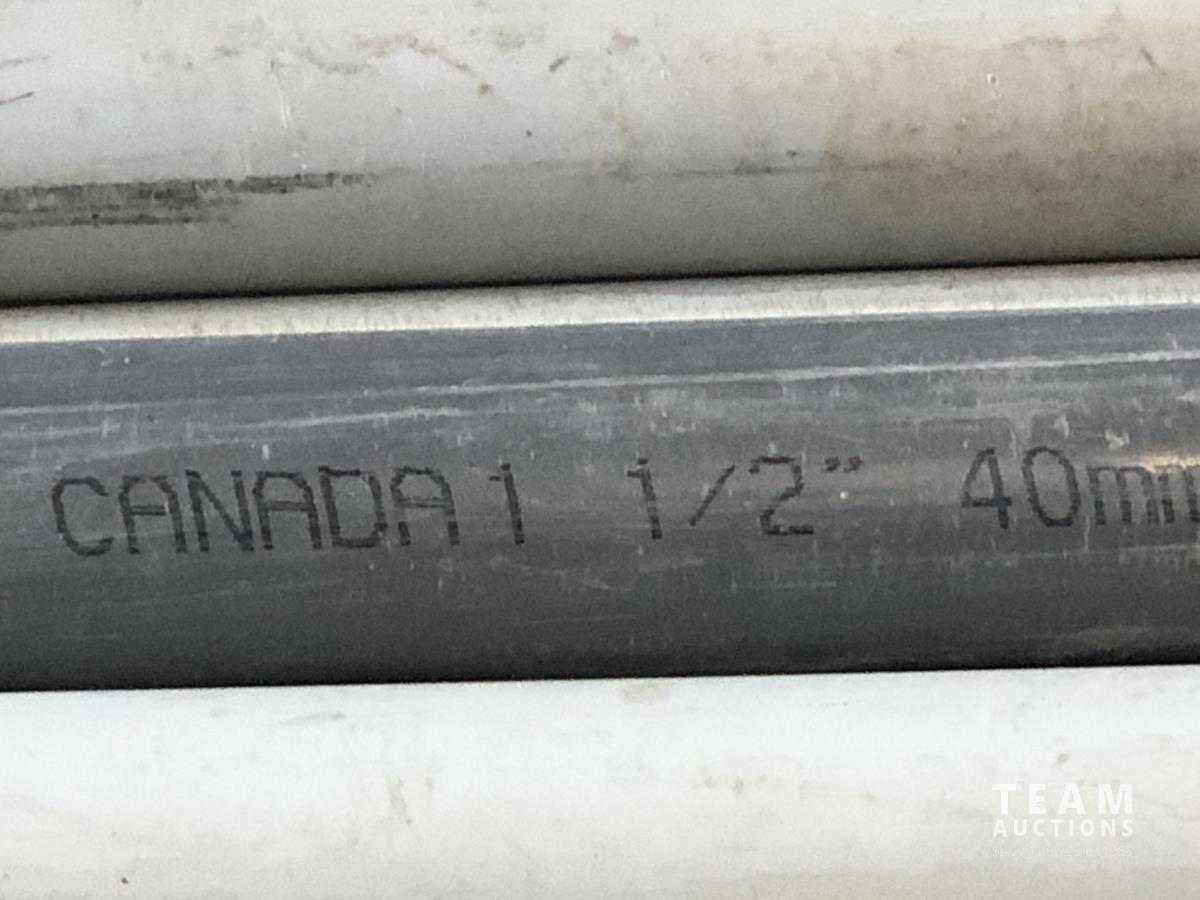 CANADA 1 1/2” 40mm
TEAM
AUCTIONS